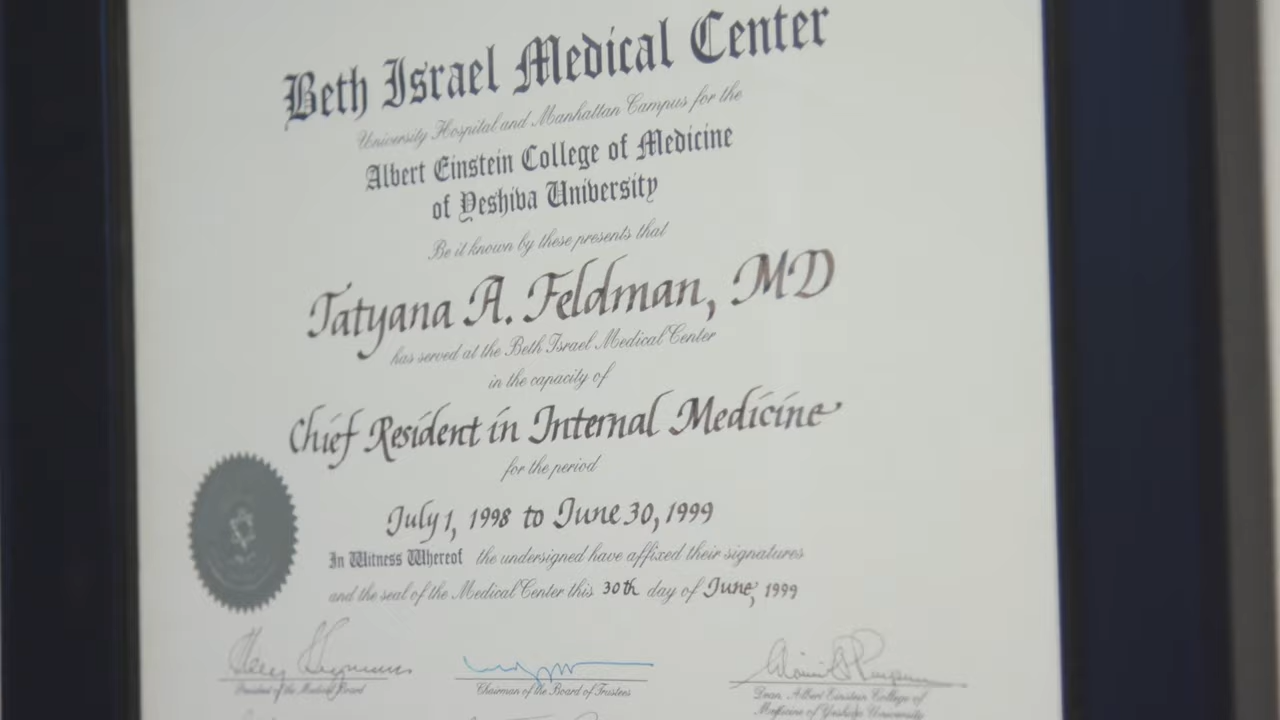 Beth Israel Medical Center
University Hospital and Manhattan Campus for the
Albert Einstein College of Medicine
of Yeshiva University
Be it known by these presents that
Tatyana A. Feldman, MD
has served at the Beth Israel Medical Center
in the capacity of
Chief Resident in Internal Medicine
for the period
July 1, 1998 to June 30, 1999
In Witness Whereof the undersigned have affixed their signatures
and the seal of the Medical Center this 30th day of June, 1999
President of the Medical Board
Chairman of the Board of Trustees
Dean, Albert Einstein College of
Medicine of Yeshiva University